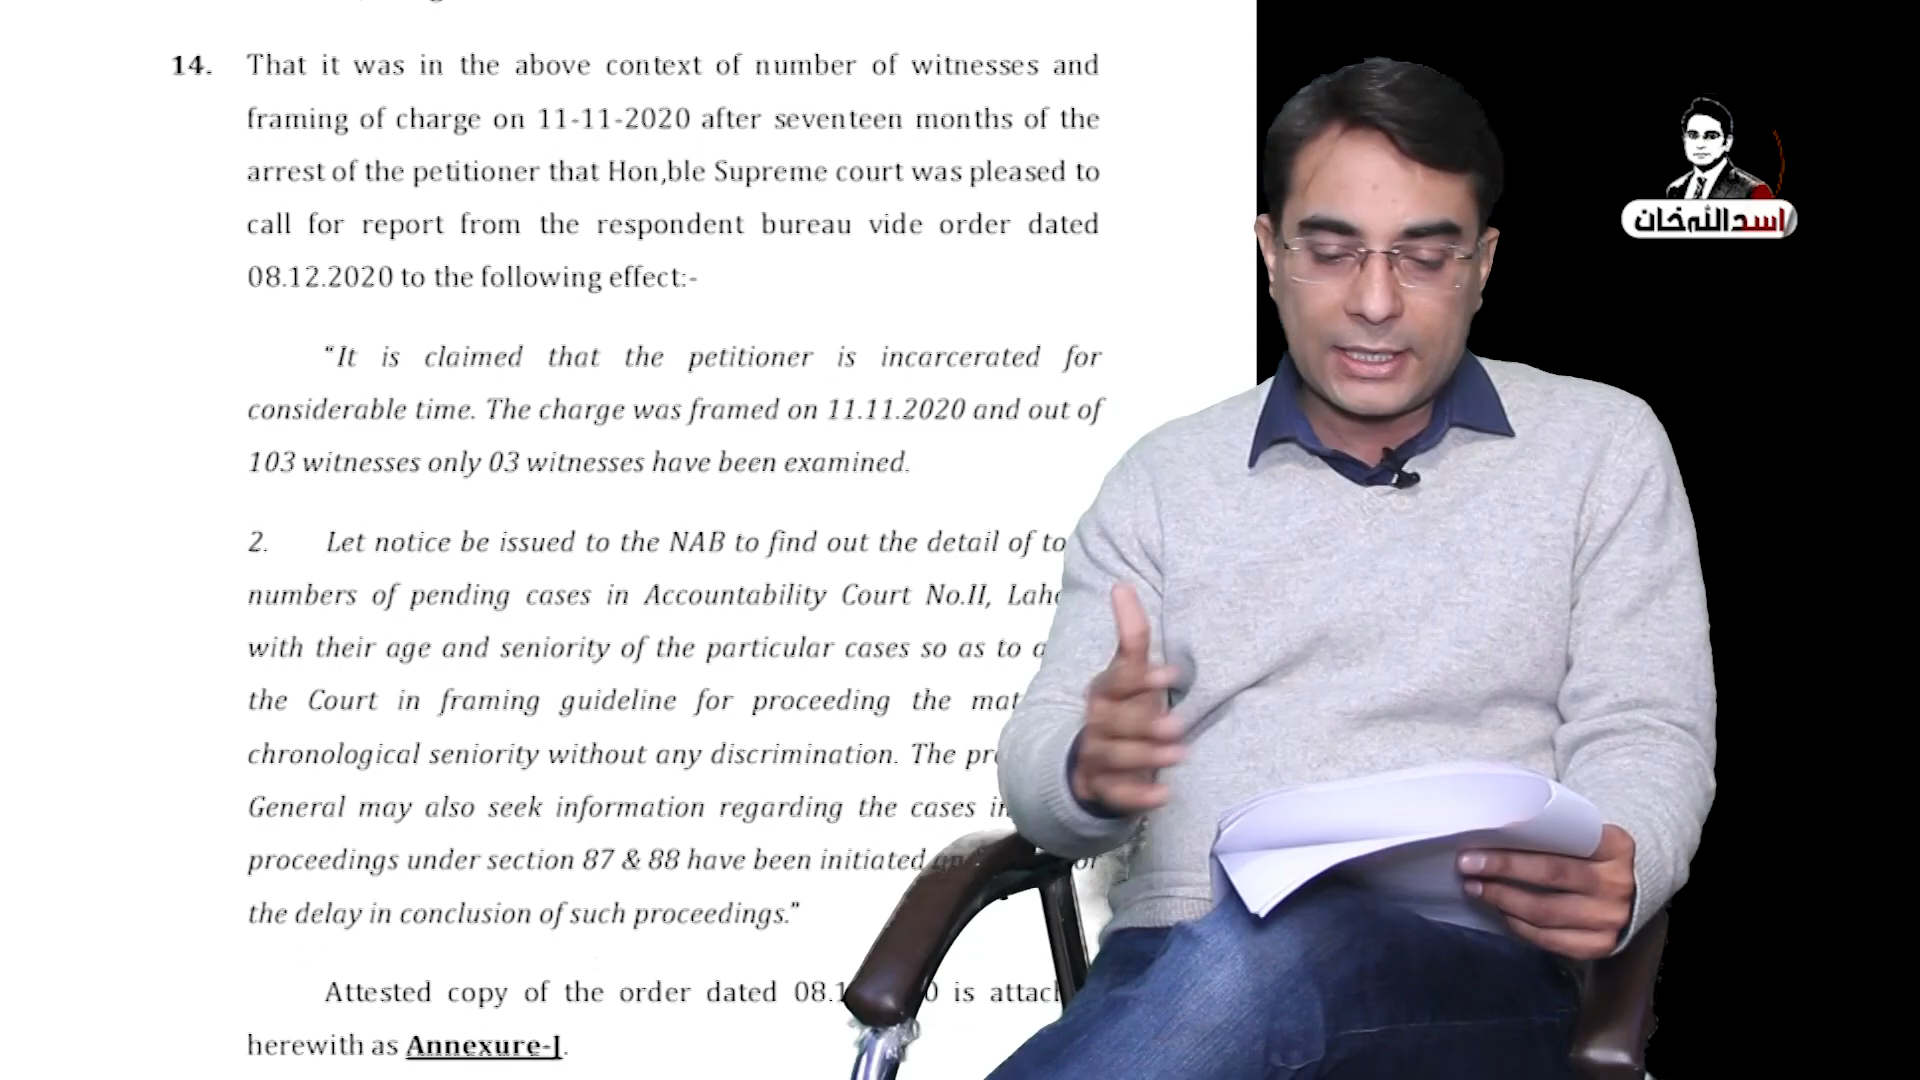 14. That it was in the above context of number of witnesses and
framing of charge on 11-11-2020 after seventeen months of the
arrest of the petitioner that Hon,ble Supreme court was pleased to
call for report from the respondent bureau vide order dated
08.12.2020 to the following effect:-
“It is claimed that the petitioner is incarcerated for
considerable time. The charge was framed on 11.11.2020 and out of
103 witnesses only 03 witnesses have been examined.
2. Let notice be issued to the NAB to find out the detail of
numbers of pending cases in Accountability Court No.II,
with their age and seniority of the particular cases so as to
the Court in framing guideline for proceeding the
chronological seniority without any discrimination. The
General may also seek information regarding the cases
proceedings under section 87 & 88 have been initiated
the delay in conclusion of such proceedings.”
Attested copy of the order dated is
herewith as Annexure-J.
اسد اللہ خان